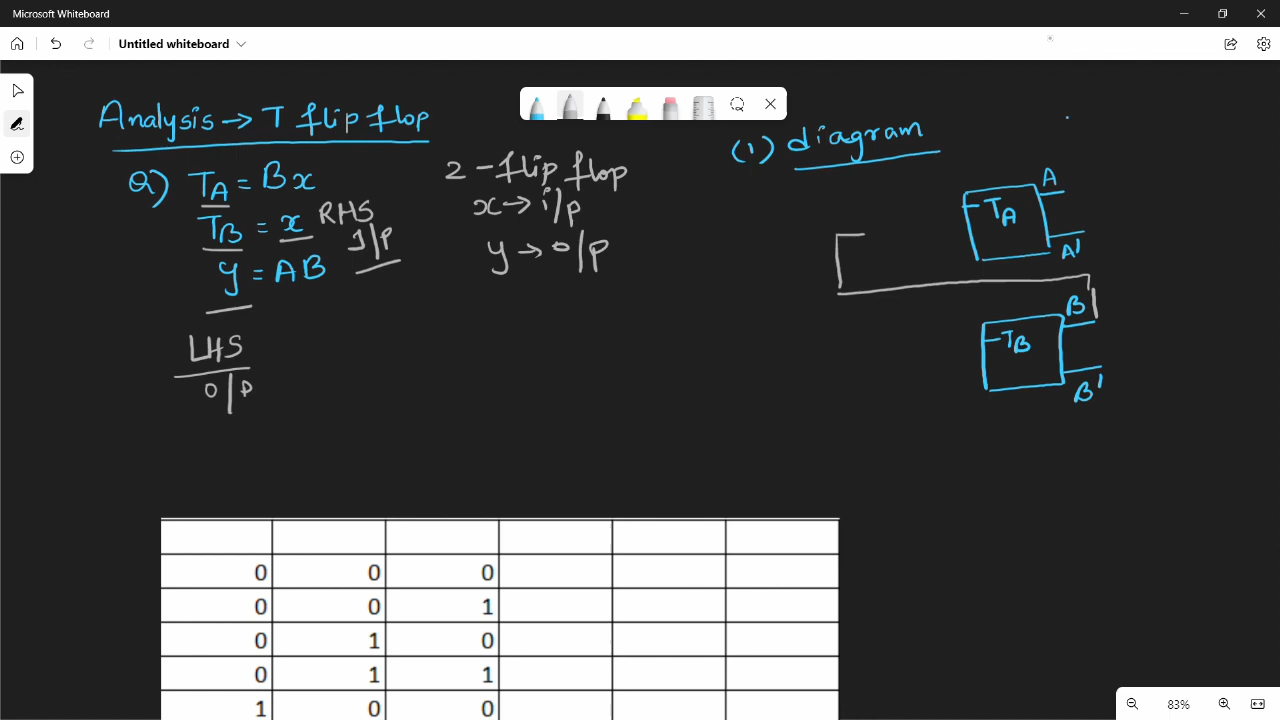 Microsoft Whiteboard
Untitled whiteboard
Analysis → T flip flop
Q) TA = Bx
TB = x RHS
I/P
y = AB
LHS
O/P
2 - flip flop
x → i/p
y → o/p
(1) diagram
TA A
A'
TB B
B'
0 0 0
0 0 1
0 1 0
0 1 1
1 0 0
83%